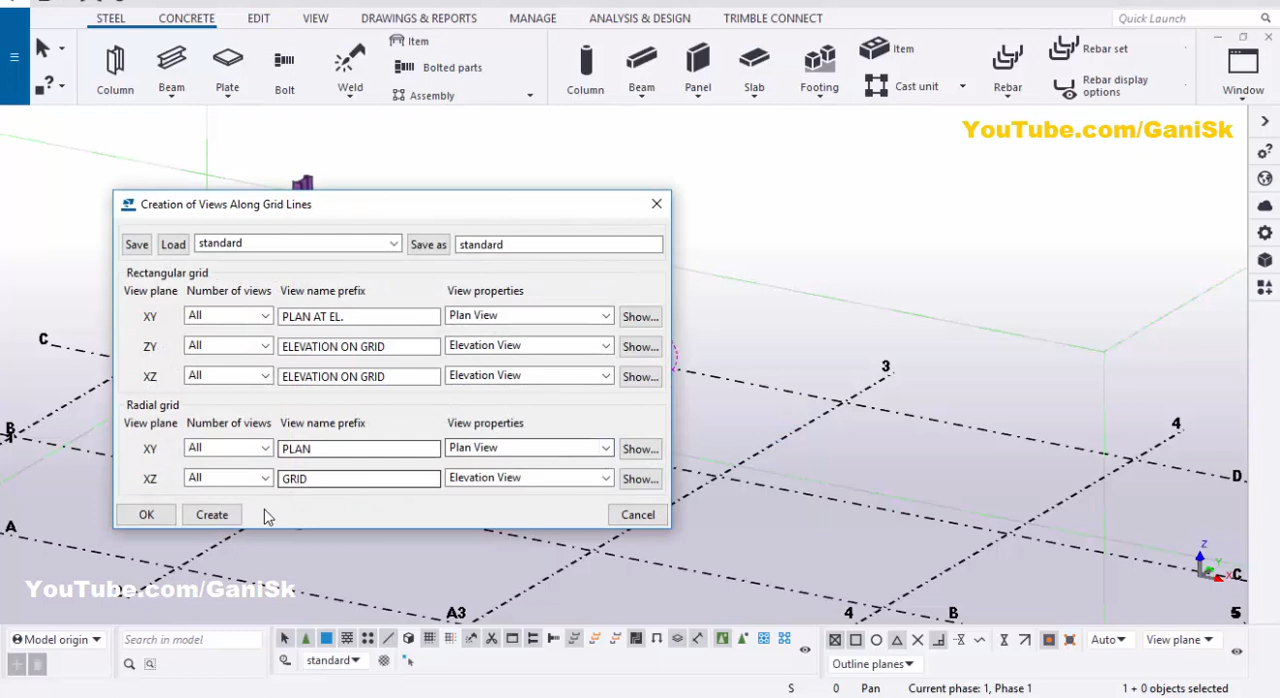 STEEL CONCRETE EDIT VIEW DRAWINGS & REPORTS MANAGE ANALYSIS & DESIGN TRIMBLE CONNECT Quick Launch
Column Beam Plate Bolt Weld Item Bolted parts Assembly Column Beam Panel Slab Footing Item Cast unit Rebar Rebar set Rebar display options Window
YouTube.com/GaniSk
Creation of Views Along Grid Lines
Save Load standard Save as standard
Rectangular grid
View plane Number of views View name prefix View properties
XY All PLAN AT EL. Plan View Show...
ZY All ELEVATION ON GRID Elevation View Show...
XZ All ELEVATION ON GRID Elevation View Show...
Radial grid
View plane Number of views View name prefix View properties
XY All PLAN Plan View Show...
XZ All GRID Elevation View Show...
OK Create Cancel
C
3
B
4
D
A
Z
Y
X
C
YouTube.com/GaniSk
A3 4 B 5
Model origin Search in model Auto View plane
standard Outline planes
S 0 Pan Current phase: 1, Phase 1 1 + 0 objects selected